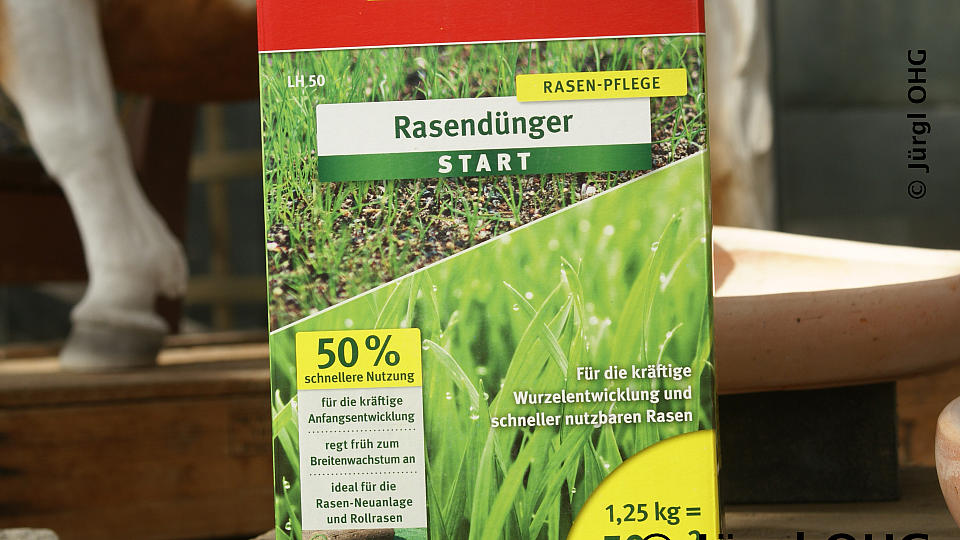 LH 50
RASEN-PFLEGE
Rasendünger
START
50 %
schnellere Nutzung
für die kräftige
Anfangsentwicklung
regt früh zum
Breitenwachstum an
ideal für die
Rasen-Neuanlage
und Rollrasen
Für die kräftige
Wurzelentwicklung und
schneller nutzbaren Rasen
1,25 kg =
© Jürgl OHG
© Jürgl OHG